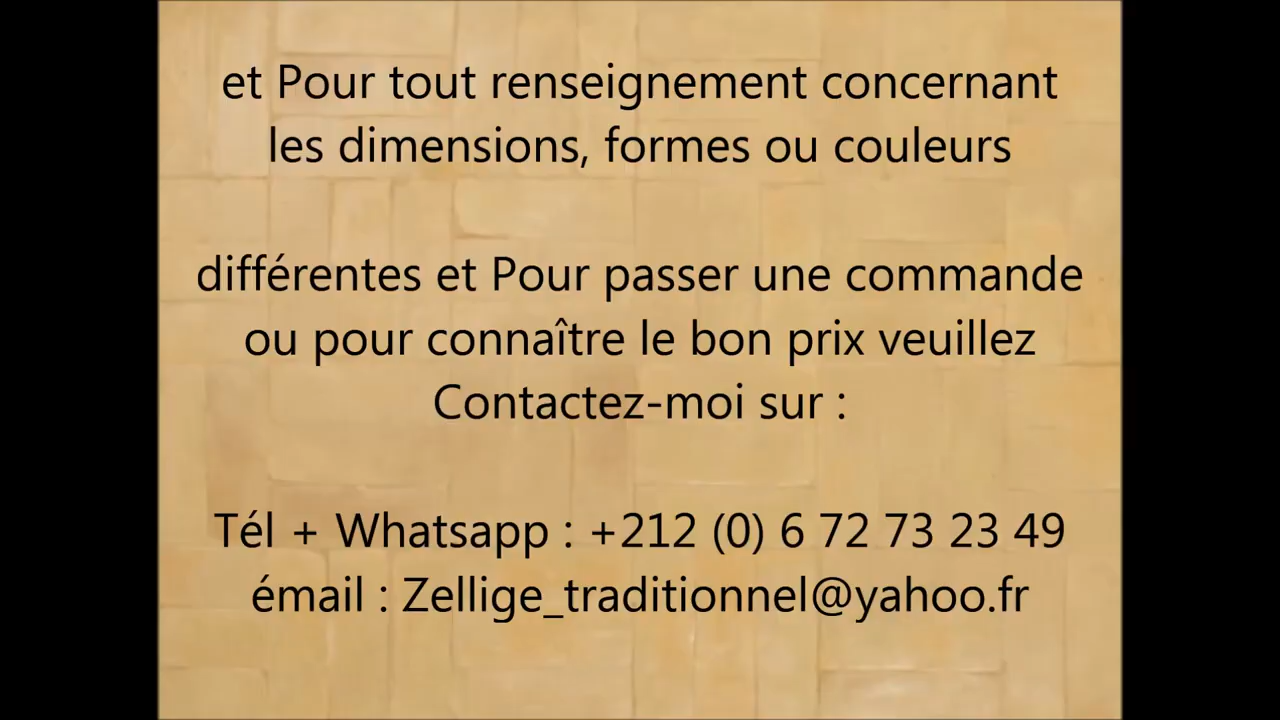 et Pour tout renseignement concernant
les dimensions, formes ou couleurs
différentes et Pour passer une commande
ou pour connaître le bon prix veuillez
Contactez-moi sur :
Tél + Whatsapp : +212 (0) 6 72 73 23 49
émail : Zellige_traditionnel@yahoo.fr